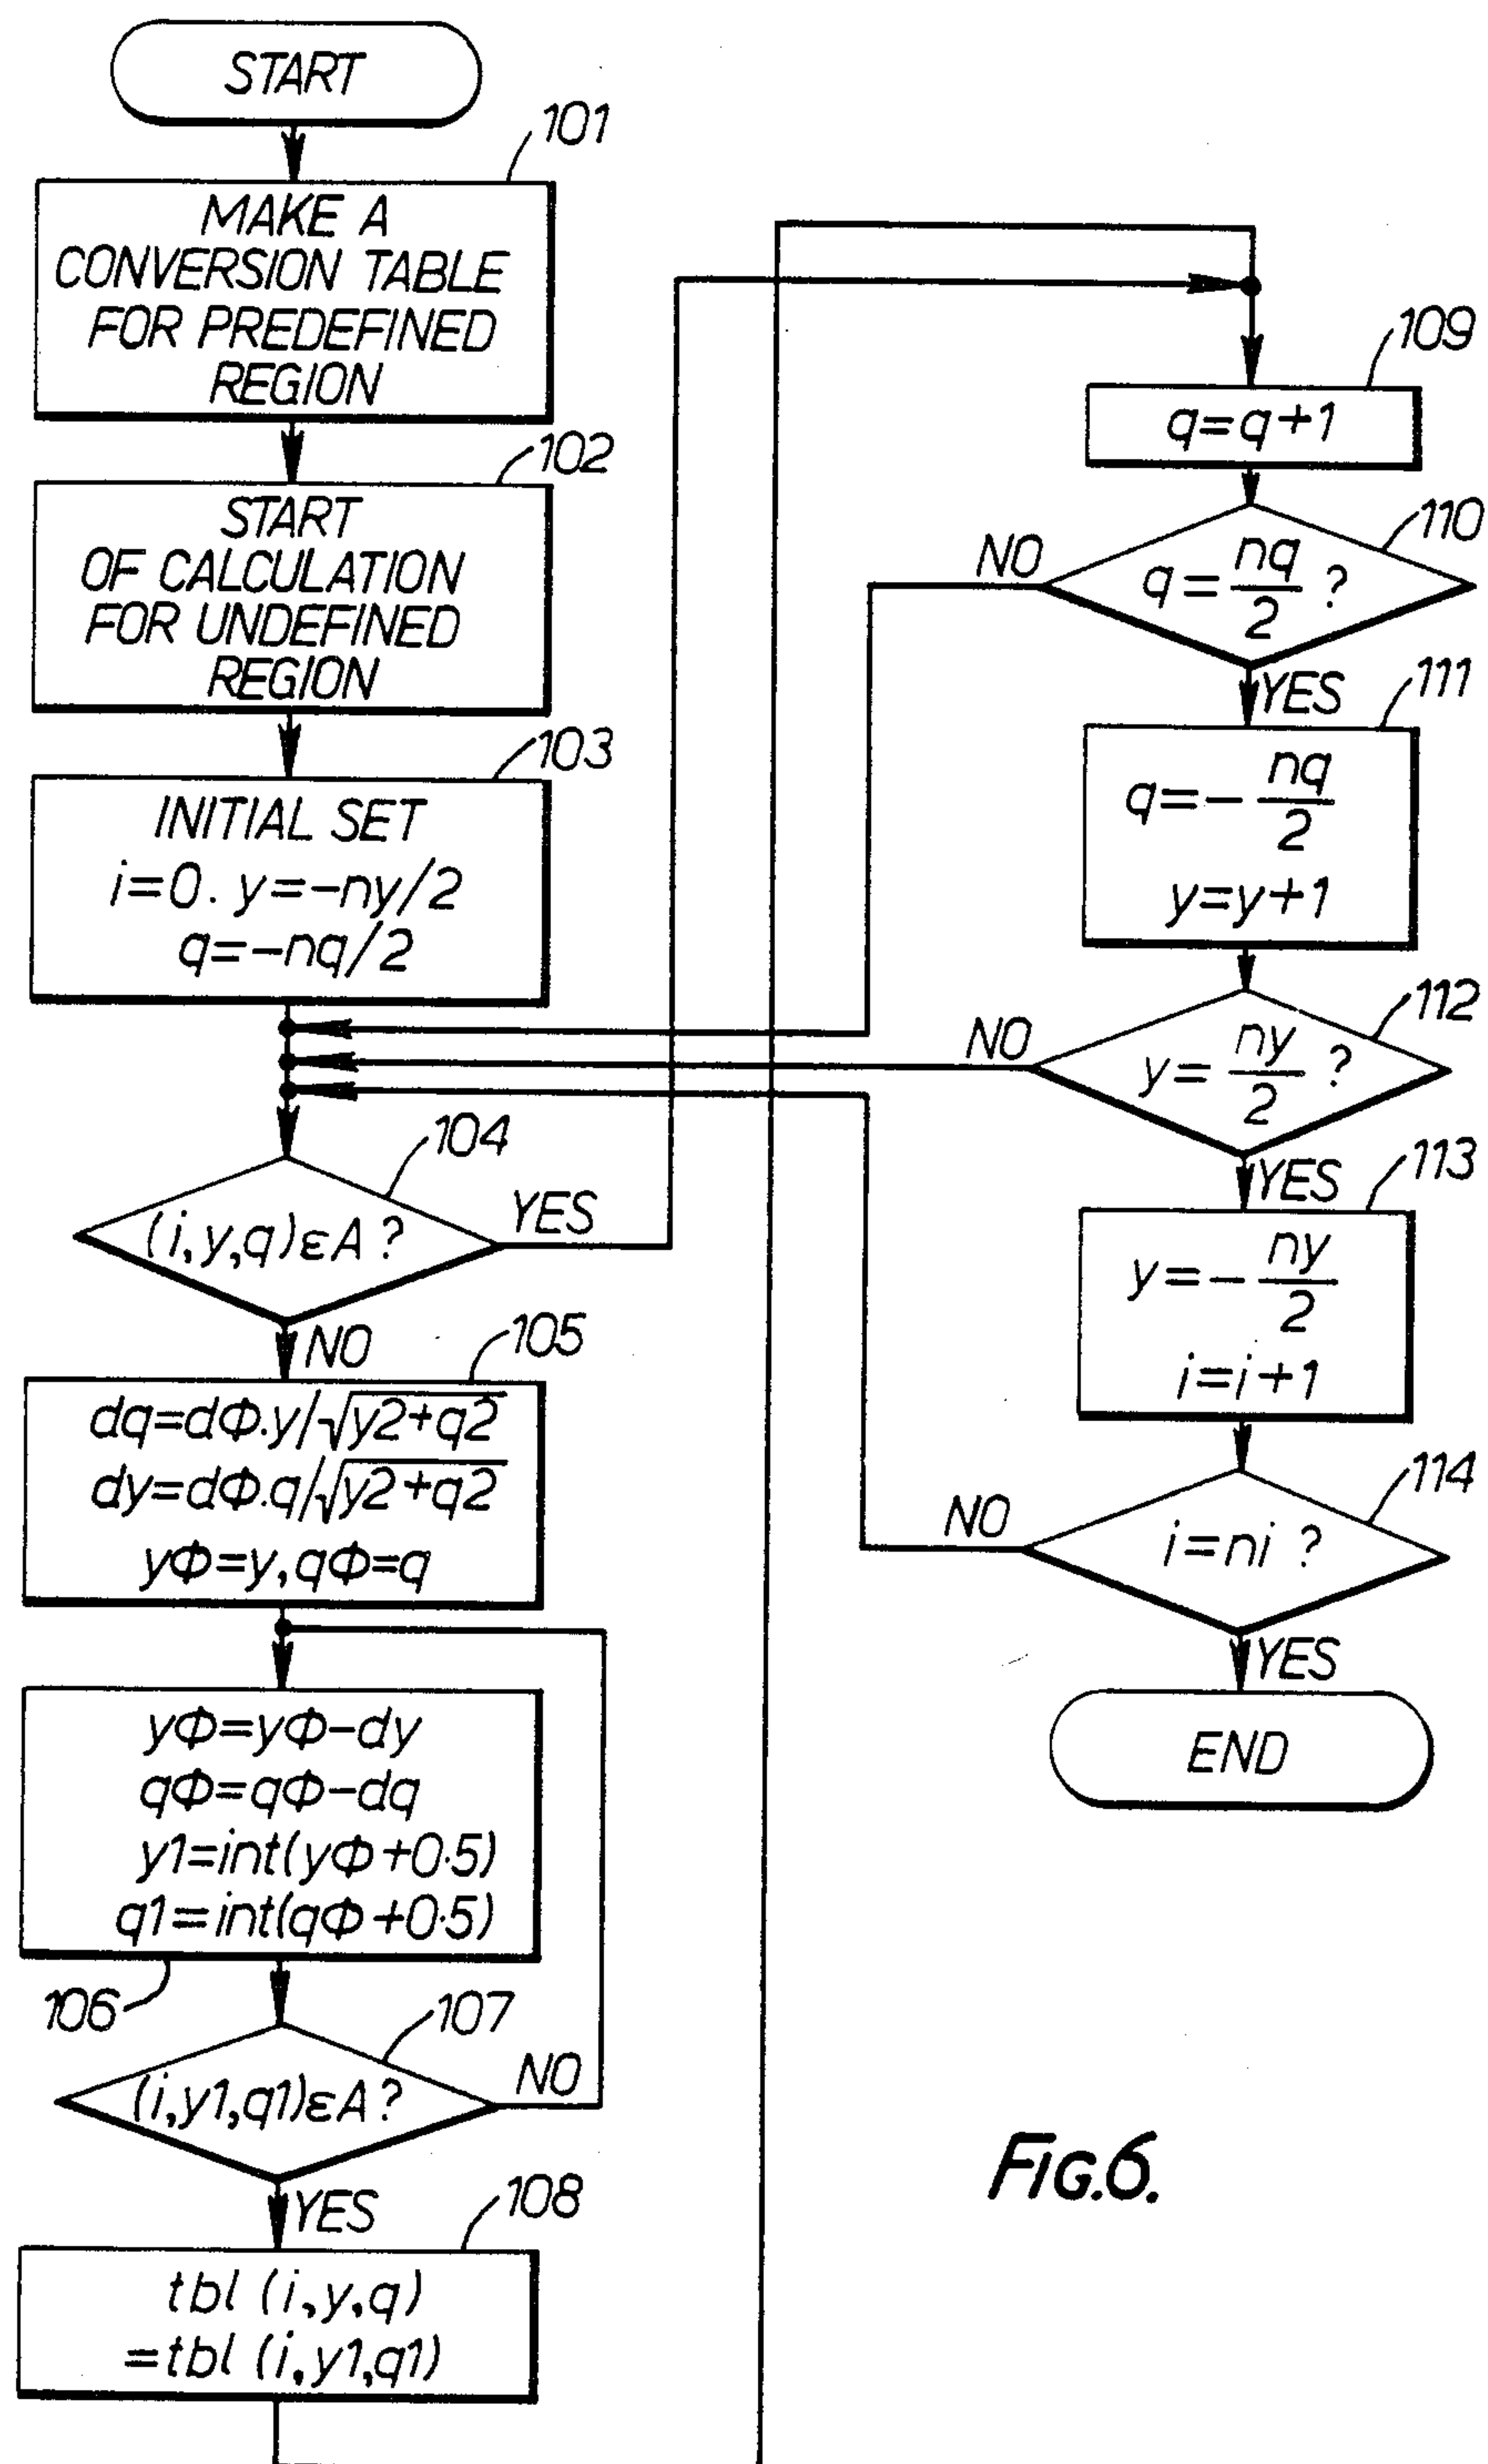 START
101
MAKE A
CONVERSION TABLE
FOR PREDEFINED
REGION
102
START
OF CALCULATION
FOR UNDEFINED
REGION
103
INITIAL SET
i=0. y=-ny/2
q=-nq/2
104
(i,y,q)εA?
YES
NO
105
dq=dΦ.y/√y2+q2
dy=dΦ.q/√y2+q2
yΦ=y, qΦ=q
yΦ=yΦ-dy
qΦ=qΦ-dq
y1=int(yΦ+0·5)
q1=int(qΦ+0·5)
106
107
(i,y1,q1)εA?
NO
YES
108
tbl (i,y,q)
=tbl (i,y1,q1)
109
q=q+1
110
NO
q= nq/2 ?
YES
111
q=- nq/2
y=y+1
112
NO
y= ny/2 ?
YES
113
y=- ny/2
i=i+1
114
NO
i=ni ?
YES
END
FIG.6.